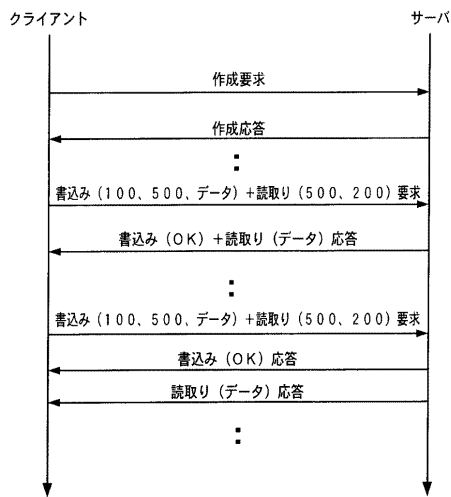 クライアント
サーバ
作成要求
作成応答
書込み(100、500、データ)+読取り(500、200)要求
書込み(OK)+読取り(データ)応答
書込み(100、500、データ)+読取り(500、200)要求
書込み(OK)応答
読取り(データ)応答